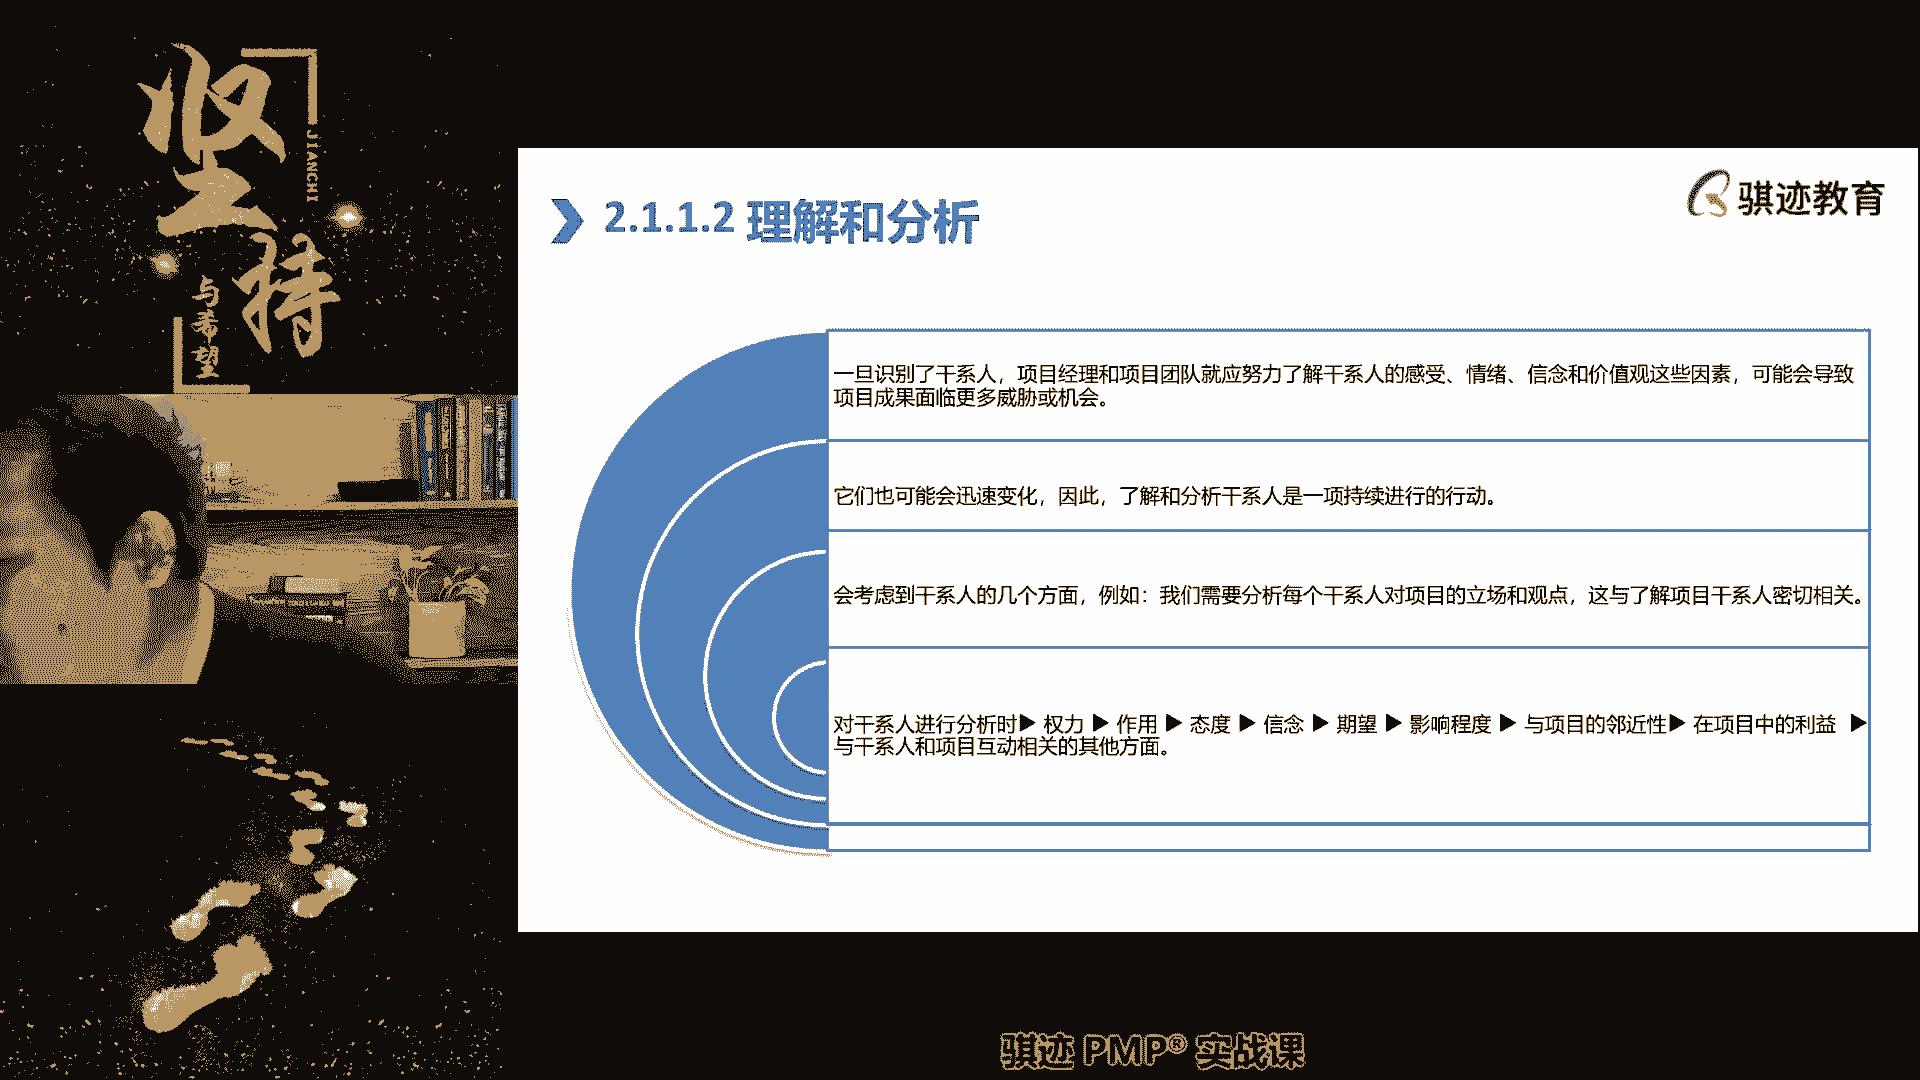 坚持
JIANCHI
与希望
骐迹教育
2.1.1.2 理解和分析
一旦识别了干系人，项目经理和项目团队就应努力了解干系人的感受、情绪、信念和价值观这些因素，可能会导致
项目成果面临更多威胁或机会。
它们也可能会迅速变化，因此，了解和分析干系人是一项持续进行的行动。
会考虑到干系人的几个方面，例如：我们需要分析每个干系人对项目的立场和观点，这与了解项目干系人密切相关。
对干系人进行分析时▶ 权力 ▶ 作用 ▶ 态度 ▶ 信念 ▶ 期望 ▶ 影响程度 ▶ 与项目的邻近性▶ 在项目中的利益 ▶
与干系人和项目互动相关的其他方面。
骐迹 PMP® 实战课